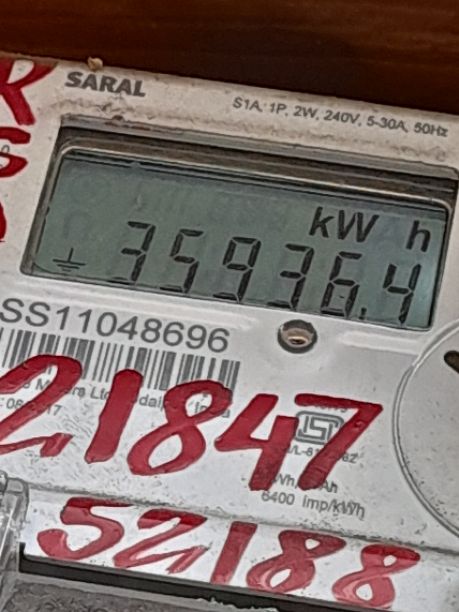 SARAL
S1A, 1P, 2W, 240V, 5-30A, 50Hz
kW h
35936.4
SS11048696
21847
6400 imp/kWh
52188